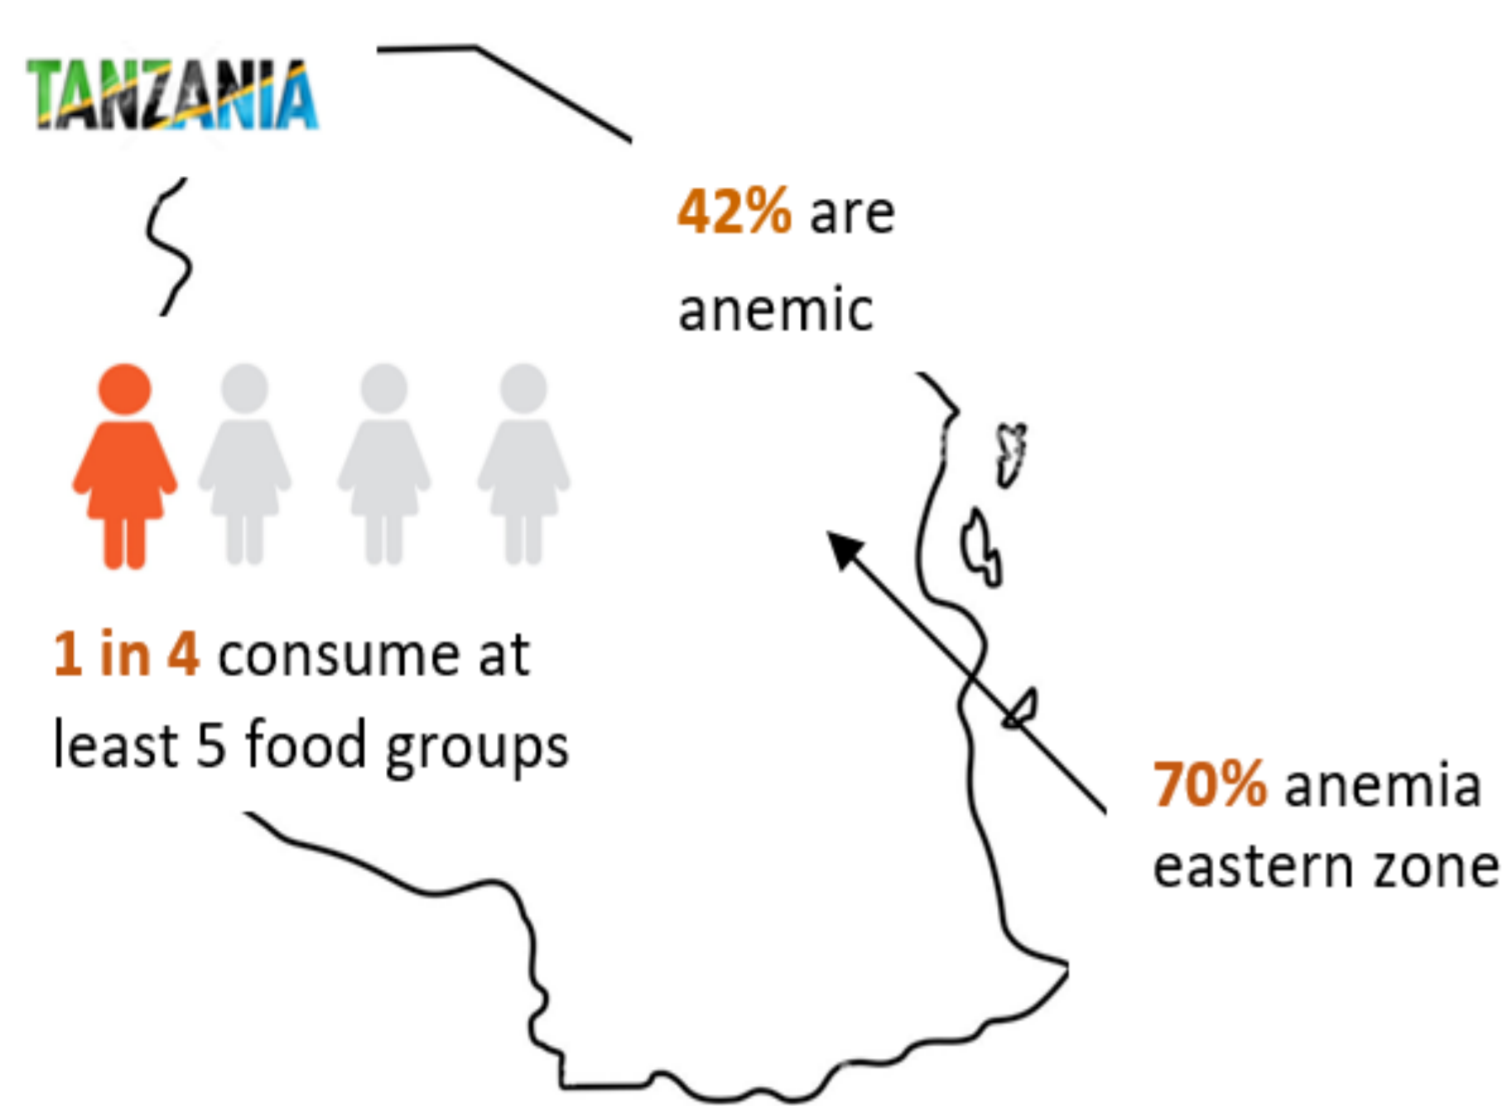 TANZANIA
42% are
anemic
1 in 4 consume at
least 5 food groups
70% anemia
eastern zone